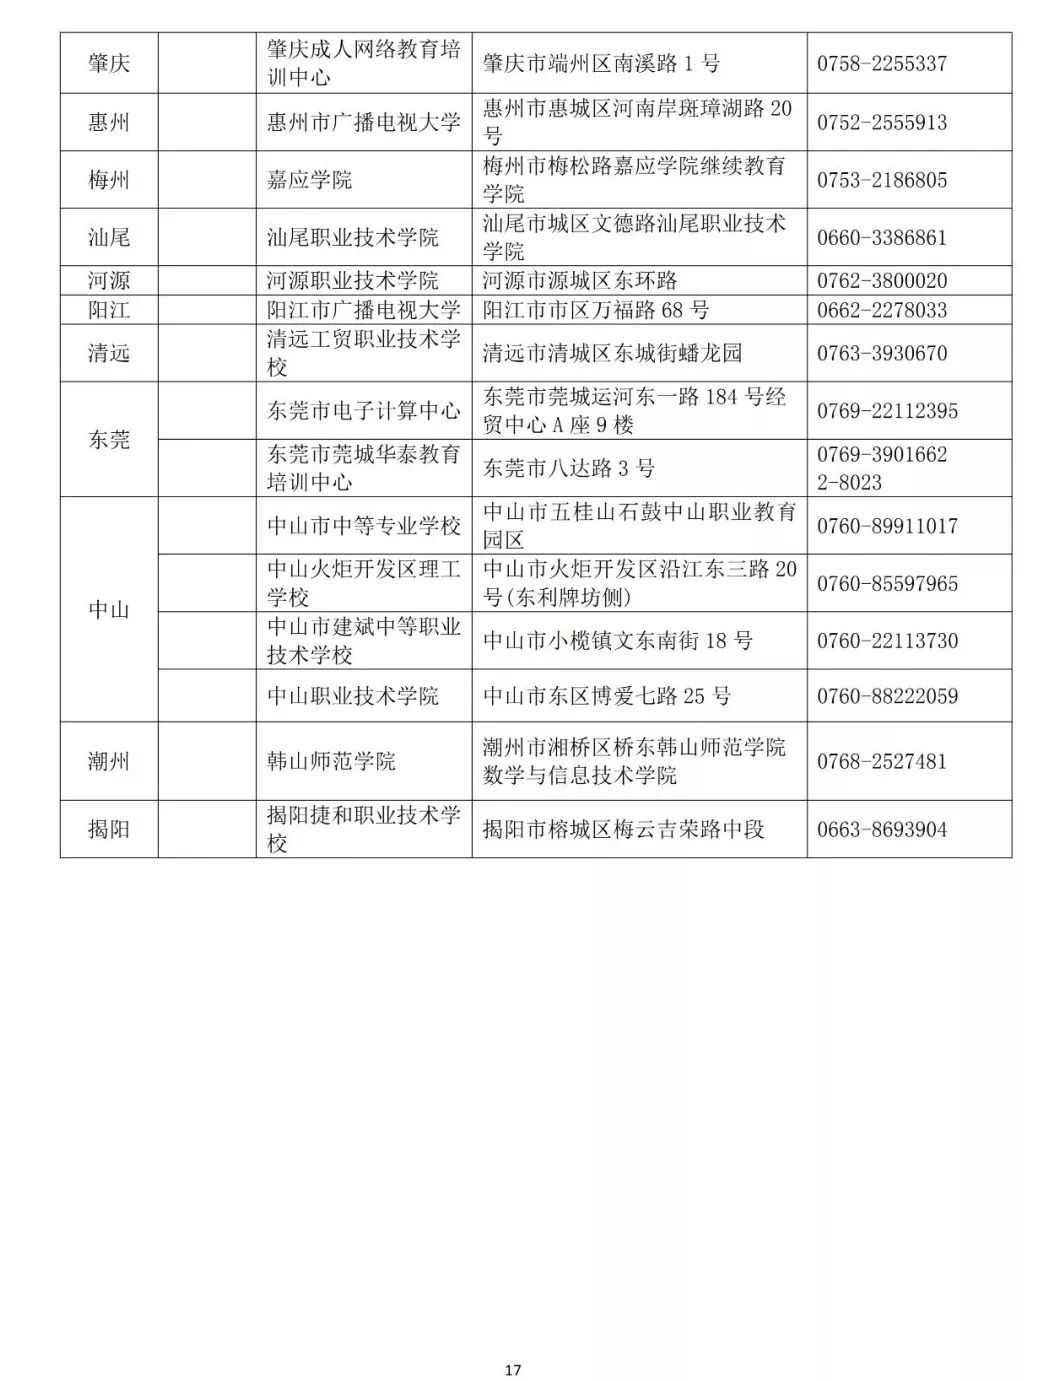 肇庆
肇庆成人网络教育培
训中心
肇庆市端州区南溪路 1 号
0758-2255337
惠州
惠州市广播电视大学
惠州市惠城区河南岸斑璋湖路 20
号
0752-2555913
梅州
嘉应学院
梅州市梅松路嘉应学院继续教育
学院
0753-2186805
汕尾
汕尾职业技术学院
汕尾市城区文德路汕尾职业技术
学院
0660-3386861
河源
河源职业技术学院
河源市源城区东环路
0762-3800020
阳江
阳江市广播电视大学
阳江市市区万福路 68 号
0662-2278033
清远
清远工贸职业技术学
校
清远市清城区东城街蟠龙园
0763-3930670
东莞
东莞市电子计算中心
东莞市莞城运河东一路 184 号经
贸中心 A 座 9 楼
0769-22112395
东莞市莞城华泰教育
培训中心
东莞市八达路 3 号
0769-3901662
2-8023
中山
中山市中等专业学校
中山市五桂山石鼓中山职业教育
园区
0760-89911017
中山火炬开发区理工
学校
中山市火炬开发区沿江东三路 20
号(东利牌坊侧)
0760-85597965
中山市建斌中等职业
技术学校
中山市小榄镇文东南街 18 号
0760-22113730
中山职业技术学院
中山市东区博爱七路 25 号
0760-88222059
潮州
韩山师范学院
潮州市湘桥区桥东韩山师范学院
数学与信息技术学院
0768-2527481
揭阳
揭阳捷和职业技术学
校
揭阳市榕城区梅云吉荣路中段
0663-8693904
17